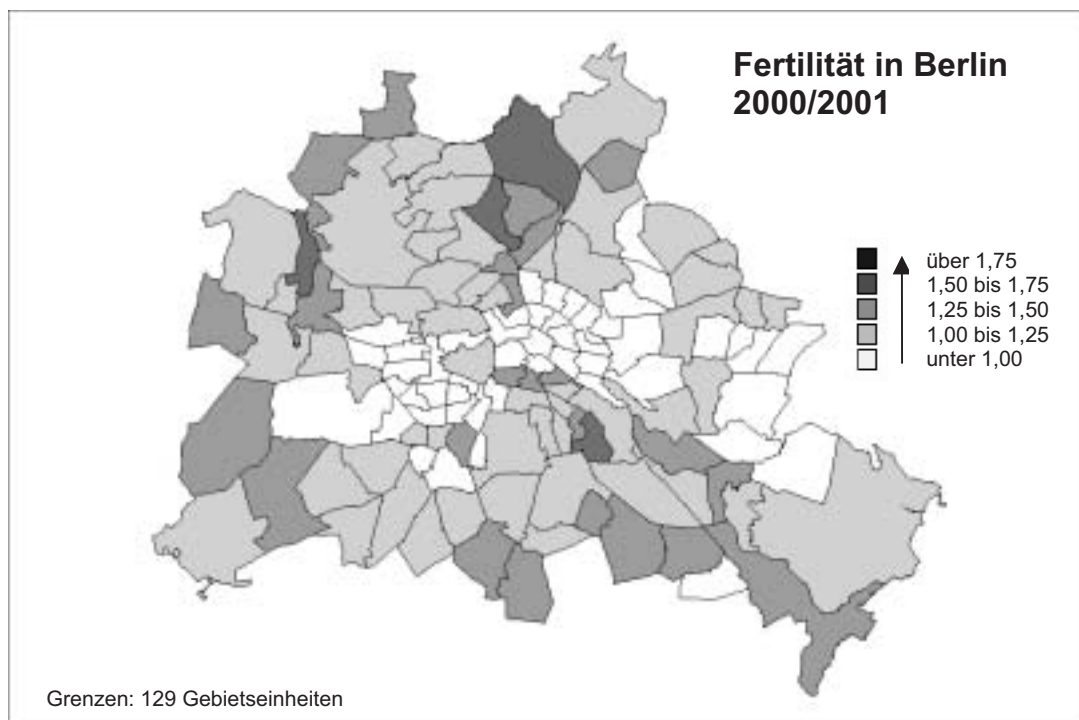 Fertilität in Berlin
2000/2001
über 1,75
1,50 bis 1,75
1,25 bis 1,50
1,00 bis 1,25
unter 1,00
Grenzen: 129 Gebietseinheiten